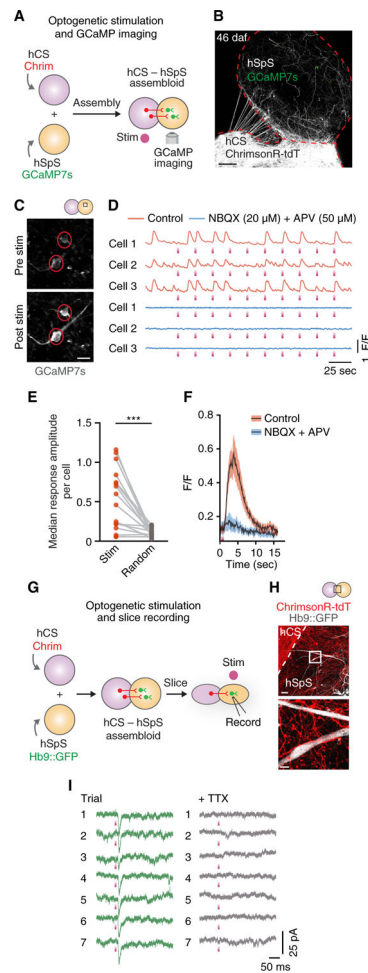 A
Optogenetic stimulation
and GCaMP imaging
hCS
Chrim
+
hSpS
GCaMP7s
Assembly
hCS – hSpS
assembloid
Stim
GCaMP
imaging
B
46 daf
hSpS
GCaMP7s
hCS
ChrimsonR-tdT
C
Pre stim
Post stim
GCaMP7s
D
Control
NBQX (20 µM) + APV (50 µM)
Cell 1
Cell 2
Cell 3
Cell 1
Cell 2
Cell 3
1 F/F
25 sec
E
Median response amplitude
per cell
1.5
1.0
0.5
0
***
Stim
Random
F
F/F
0.8
0.6
0.4
0.2
0
Control
NBQX + APV
0 5 10 15
Time (sec)
G
Optogenetic stimulation
and slice recording
hCS
Chrim
+
hSpS
Hb9::GFP
hCS – hSpS
assembloid
Slice
Stim
Record
H
ChrimsonR-tdT
Hb9::GFP
hCS
hSpS
I
Trial
1
2
3
4
5
6
7
+ TTX
1
2
3
4
5
6
7
25 pA
50 ms